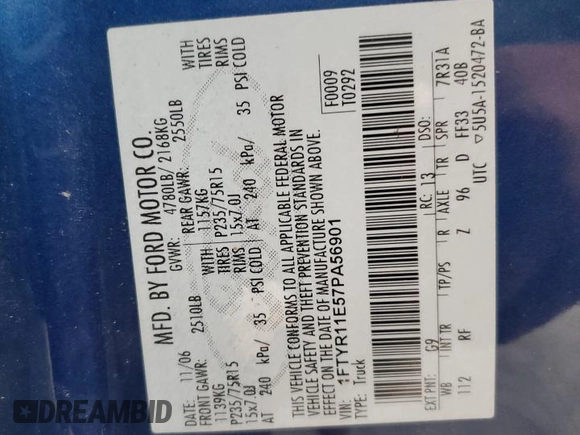 MFD. BY FORD MOTOR CO.
DATE: 11/06 GVWR: 4780LB/ 2168KG
FRONT GAWR: 2510LB REAR GAWR: 2550LB
1139KG WITH 1157KG WITH
P235/75R15 TIRES P235/75R15 TIRES
15x7.0J RIMS 15x7.0J RIMS
AT 240 kPa/ 35 PSI COLD AT 240 kPa/ 35 PSI COLD
THIS VEHICLE CONFORMS TO ALL APPLICABLE FEDERAL MOTOR
VEHICLE SAFETY AND THEFT PREVENTION STANDARDS IN
EFFECT ON THE DATE OF MANUFACTURE SHOWN ABOVE.
VIN: 1FTYR11E57PA56901
TYPE: Truck
F0009
T0292
EXT PNT: G9 RC: 13 DSO:
WB INT TR TP/PS R AXLE TR SPR 7R31A
112 RF Z 96 D FF33 40B
UTC 5U5A-1520472-BA
DREAMBID